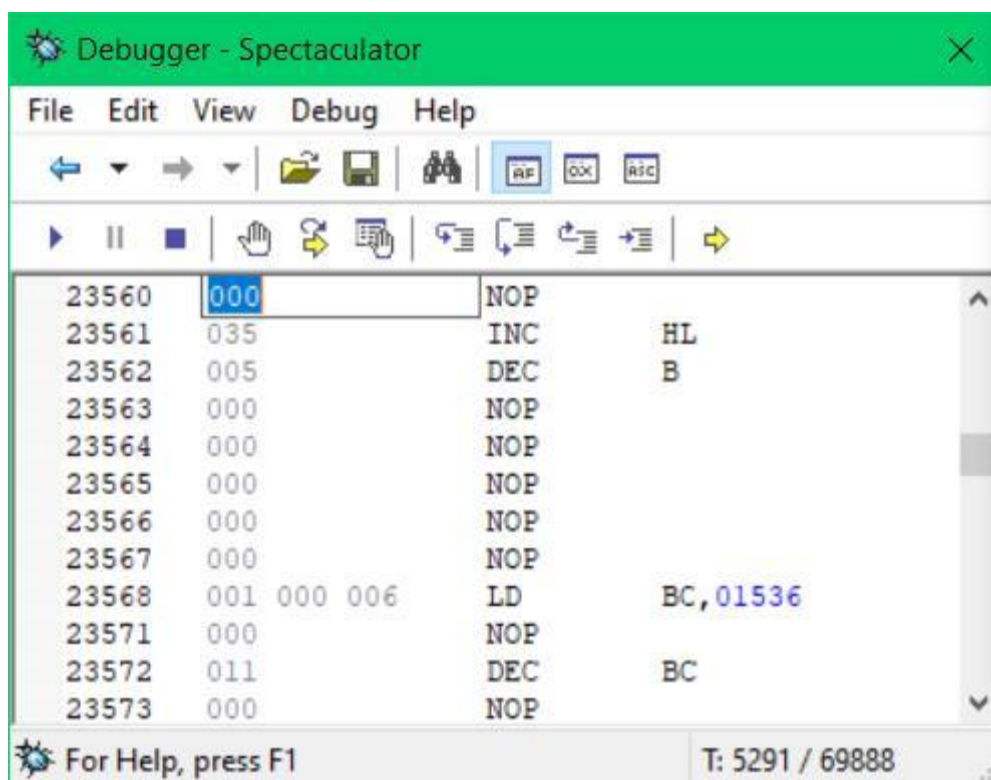 Debugger - Spectaculator
File Edit View Debug Help
23560 000 NOP
23561 035 INC HL
23562 005 DEC B
23563 000 NOP
23564 000 NOP
23565 000 NOP
23566 000 NOP
23567 000 NOP
23568 001 000 006 LD BC,01536
23571 000 NOP
23572 011 DEC BC
23573 000 NOP
For Help, press F1 T: 5291 / 69888